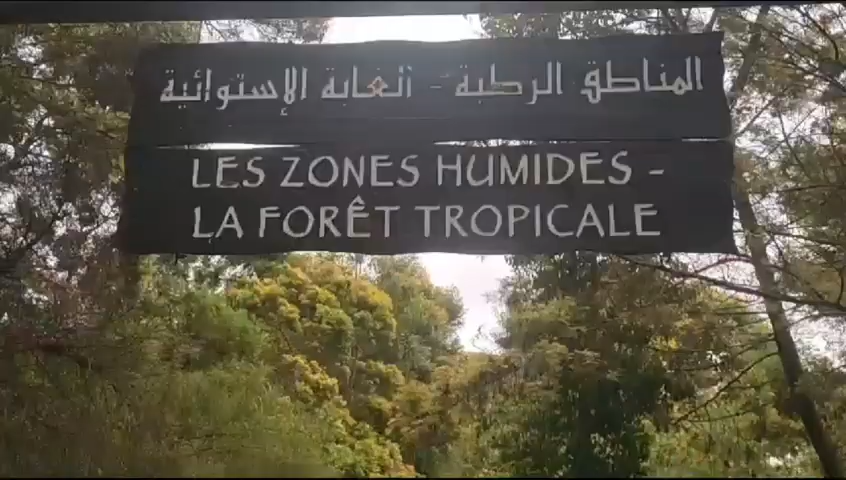 المناطق الرطبة - الغابة الإستوائية
LES ZONES HUMIDES -
LA FORÊT TROPICALE